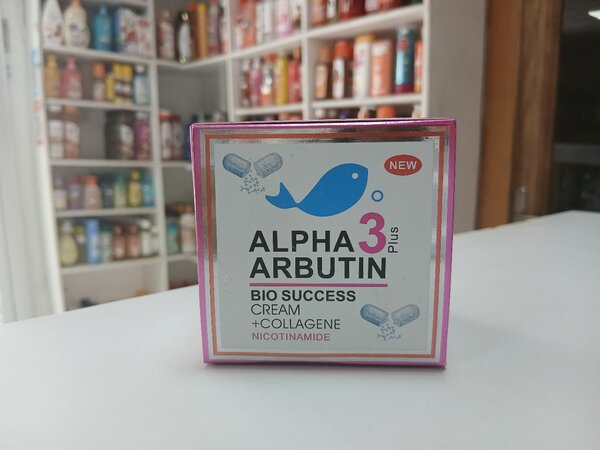 NEW
ALPHA 3 Plus
ARBUTIN
BIO SUCCESS
CREAM
+COLLAGENE
NICOTINAMIDE